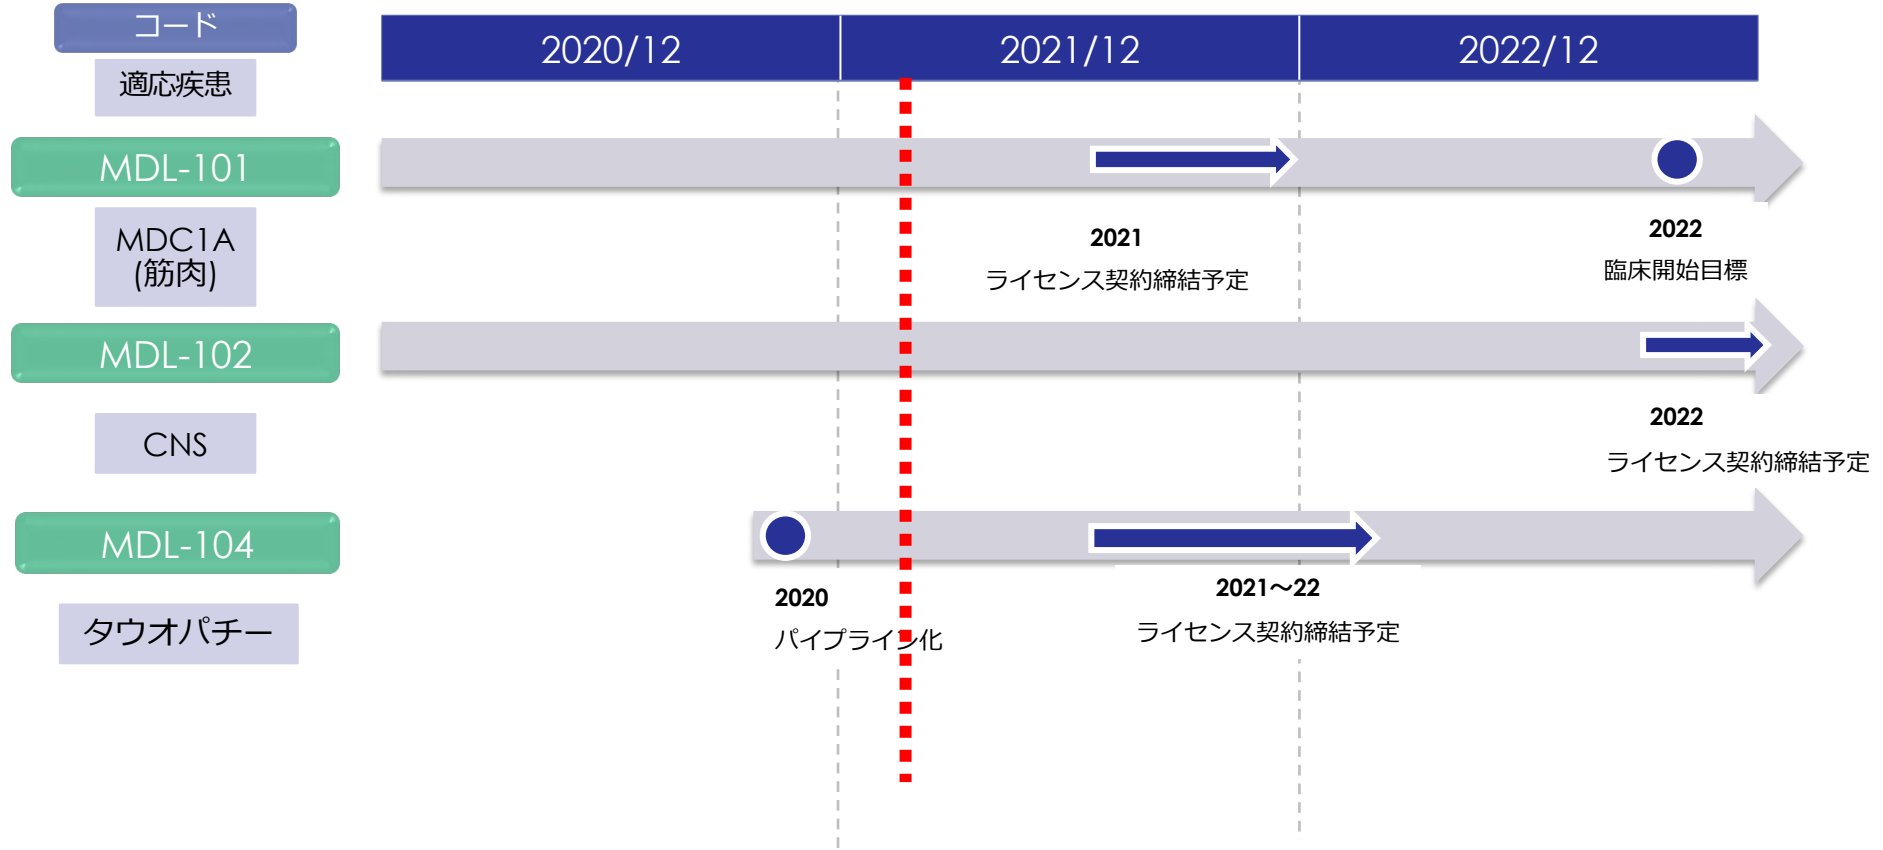 コード
2020/12
2021/12
2022/12
適応疾患
MDL-101
MDC1A
(筋肉)
2021
ライセンス契約締結予定
2022
臨床開始目標
MDL-102
CNS
2022
ライセンス契約締結予定
MDL-104
タウオパチー
2020
パイプライン化
2021～22
ライセンス契約締結予定